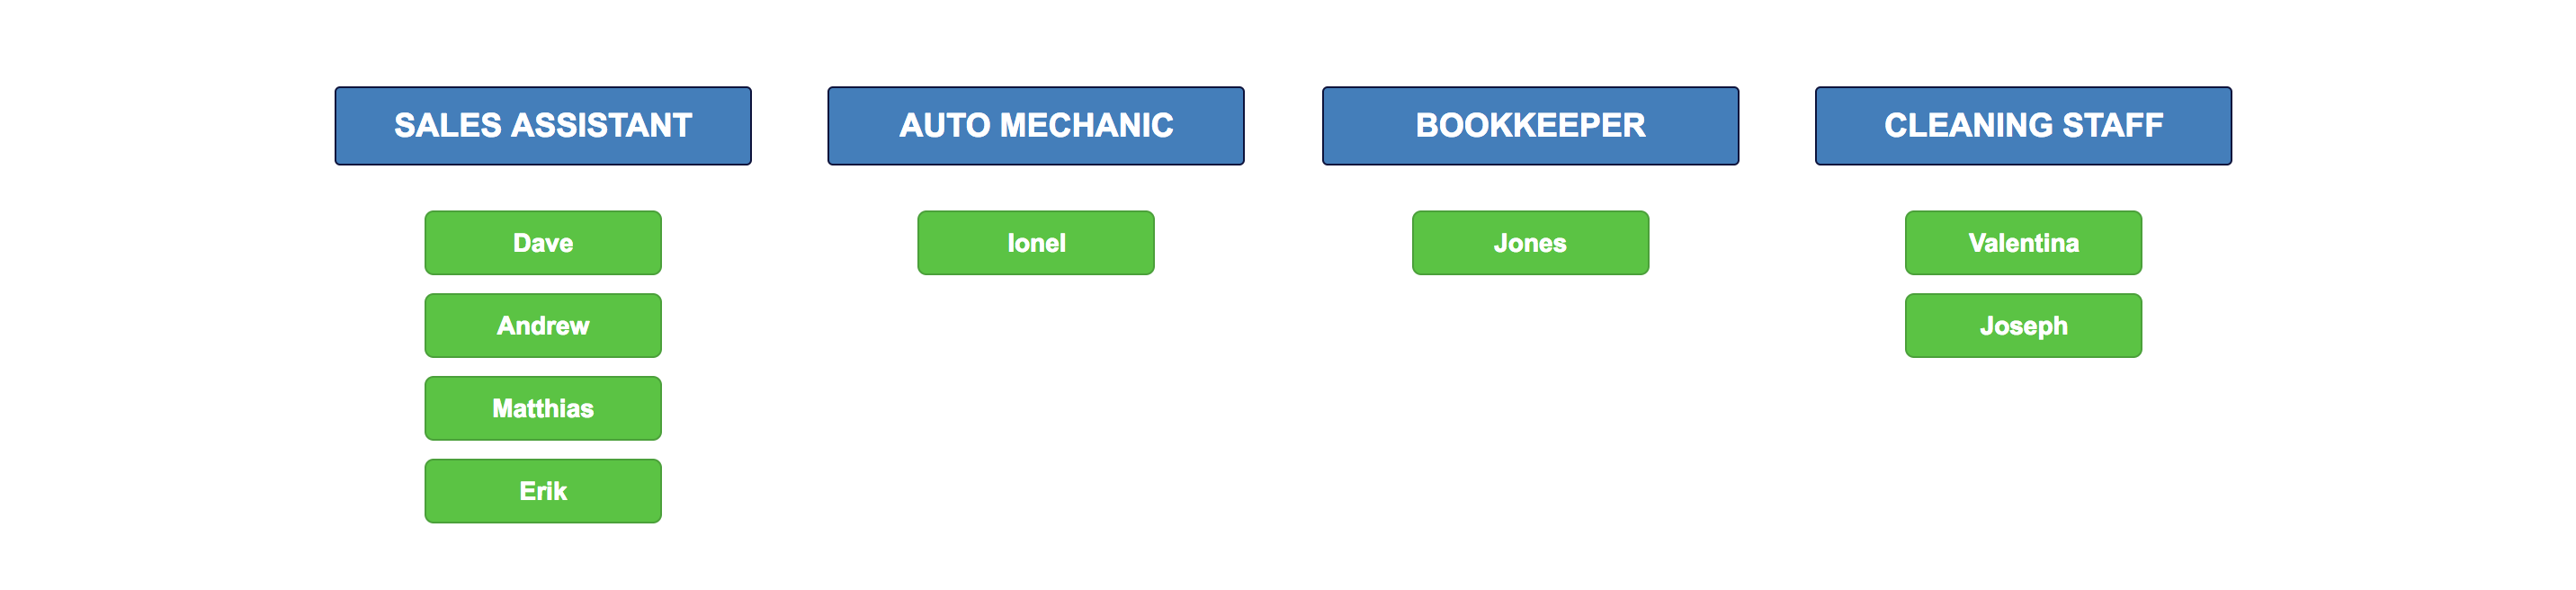 SALES ASSISTANT
Dave
Andrew
Matthias
Erik
AUTO MECHANIC
Ionel
BOOKKEEPER
Jones
CLEANING STAFF
Valentina
Joseph